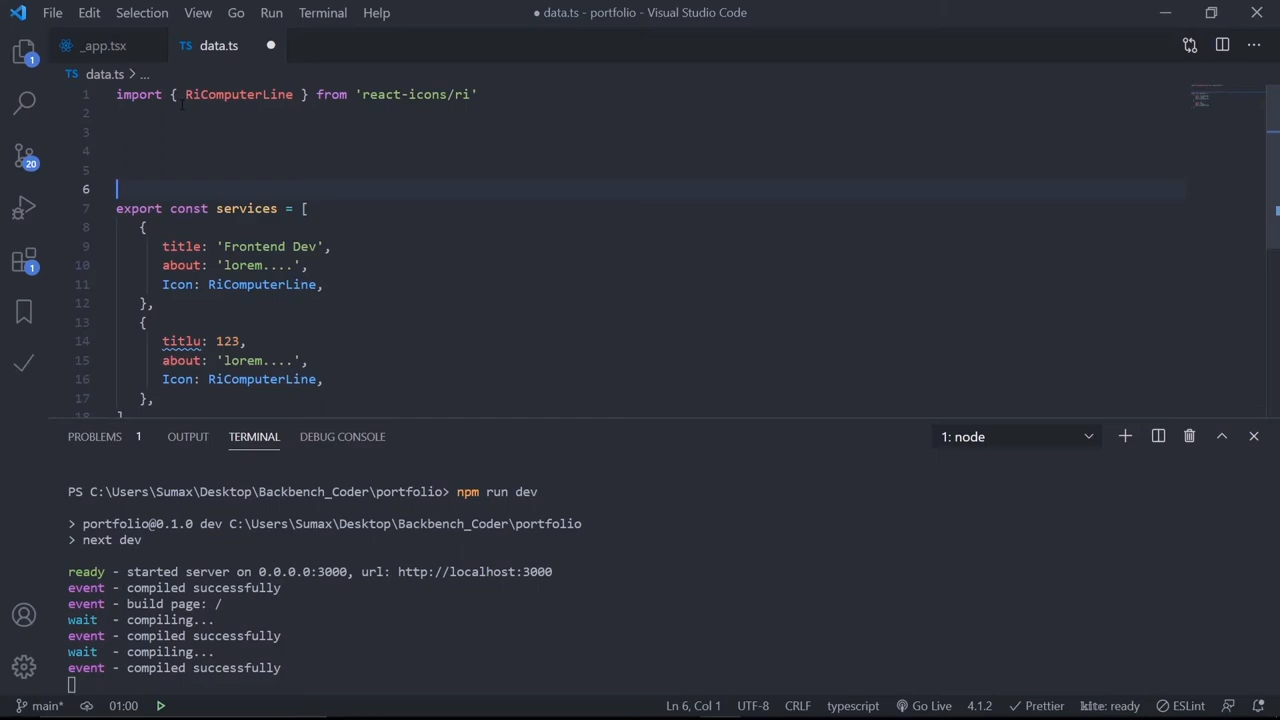 File Edit Selection View Go Run Terminal Help ● data.ts - portfolio - Visual Studio Code
_app.tsx TS data.ts ●
TS data.ts > ...
1 import { RiComputerLine } from 'react-icons/ri'
2
3
4
5
6
7 export const services = [
8 {
9 title: 'Frontend Dev',
10 about: 'lorem....',
11 Icon: RiComputerLine,
12 },
13 {
14 titlu: 123,
15 about: 'lorem....',
16 Icon: RiComputerLine,
17 },
18 ]
1
20
1
PROBLEMS 1 OUTPUT TERMINAL DEBUG CONSOLE 1: node
PS C:\Users\Sumax\Desktop\Backbench_Coder\portfolio> npm run dev
> portfolio@0.1.0 dev C:\Users\Sumax\Desktop\Backbench_Coder\portfolio
> next dev
ready - started server on 0.0.0.0:3000, url: http://localhost:3000
event - compiled successfully
event - build page: /
wait - compiling...
event - compiled successfully
wait - compiling...
event - compiled successfully
main* 01:00 Ln 6, Col 1 UTF-8 CRLF typescript Go Live 4.1.2 Prettier kite: ready ESLint